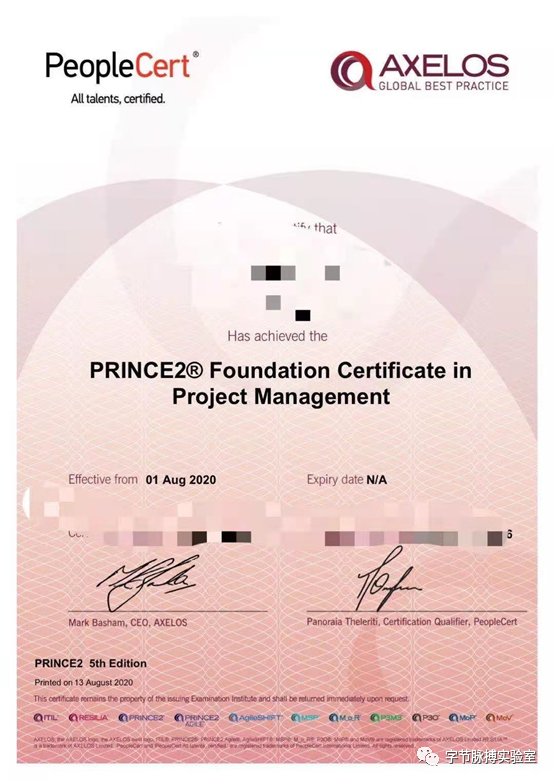 PeopleCert®
All talents, certified.
AXELOS
GLOBAL BEST PRACTICE
that
Has achieved the
PRINCE2® Foundation Certificate in
Project Management
Effective from 01 Aug 2020
Expiry date N/A
6
Mark Basham, CEO, AXELOS
Panoraia Theleriti, Certification Qualifier, PeopleCert
PRINCE2 5th Edition
Printed on 13 August 2020
This certificate remains the property of the issuing Examination Institute and shall be returned immediately upon request.
ITIL RESILIA PRINCE2 PRINCE2 AGILE AgileSHIFT MSP M_o_R P3M3 P3O MoP MoV
字节脉搏实验室